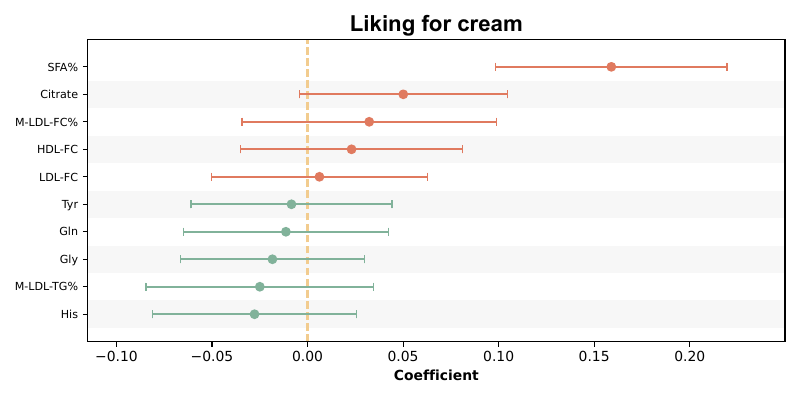 Liking for cream
SFA%
Citrate
M-LDL-FC%
HDL-FC
LDL-FC
Tyr
Gln
Gly
M-LDL-TG%
His
−0.10 −0.05 0.00 0.05 0.10 0.15 0.20
Coefficient